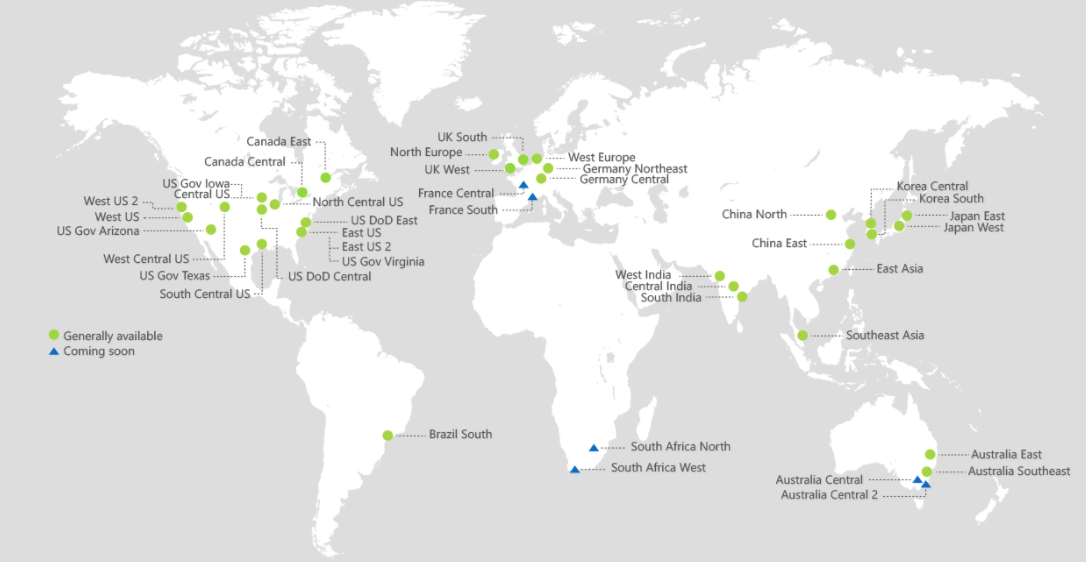 UK South
Canada East
North Europe
West Europe
Canada Central
UK West
Germany Northeast
Germany Central
US Gov Iowa
Central US
France Central
Korea Central
West US 2
North Central US
France South
Korea South
West US
US DoD East
China North
Japan East
US Gov Arizona
East US
Japan West
East US 2
China East
West Central US
US Gov Virginia
US Gov Texas
US DoD Central
West India
East Asia
Central India
South Central US
South India
Generally available
Southeast Asia
Coming soon
Brazil South
South Africa North
Australia East
South Africa West
Australia Southeast
Australia Central
Australia Central 2